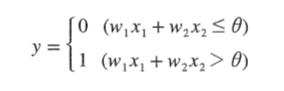 y = { 0 (w₁x₁ + w₂x₂ ≤ θ)
1 (w₁x₁ + w₂x₂ > θ)